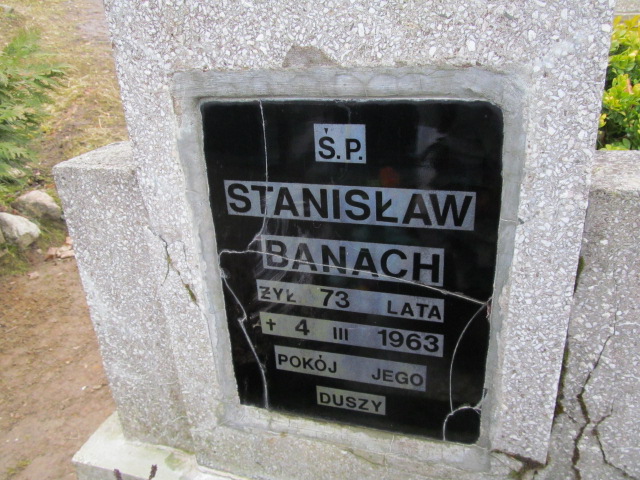 Ś.P.
STANISŁAW
BANACH
ŻYŁ 73 LATA
† 4 III 1963
POKÓJ JEGO
DUSZY